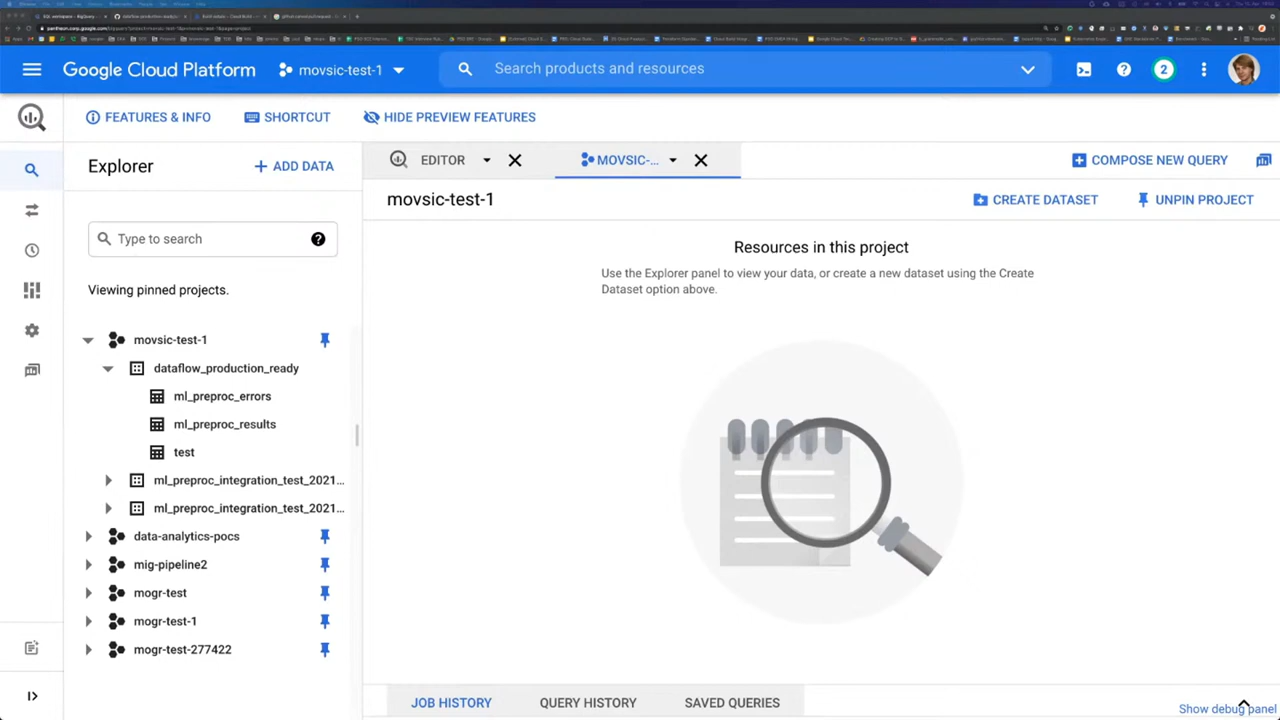 Google Cloud Platform
movsic-test-1
Search products and resources
2
FEATURES & INFO
SHORTCUT
HIDE PREVIEW FEATURES
Explorer
+ ADD DATA
EDITOR
MOVSIC-...
COMPOSE NEW QUERY
movsic-test-1
CREATE DATASET
UNPIN PROJECT
Type to search
Viewing pinned projects.
movsic-test-1
dataflow_production_ready
ml_preproc_errors
ml_preproc_results
test
ml_preproc_integration_test_2021...
ml_preproc_integration_test_2021...
data-analytics-pocs
mig-pipeline2
mogr-test
mogr-test-1
mogr-test-277422
Resources in this project
Use the Explorer panel to view your data, or create a new dataset using the Create
Dataset option above.
JOB HISTORY
QUERY HISTORY
SAVED QUERIES
Show debug panel